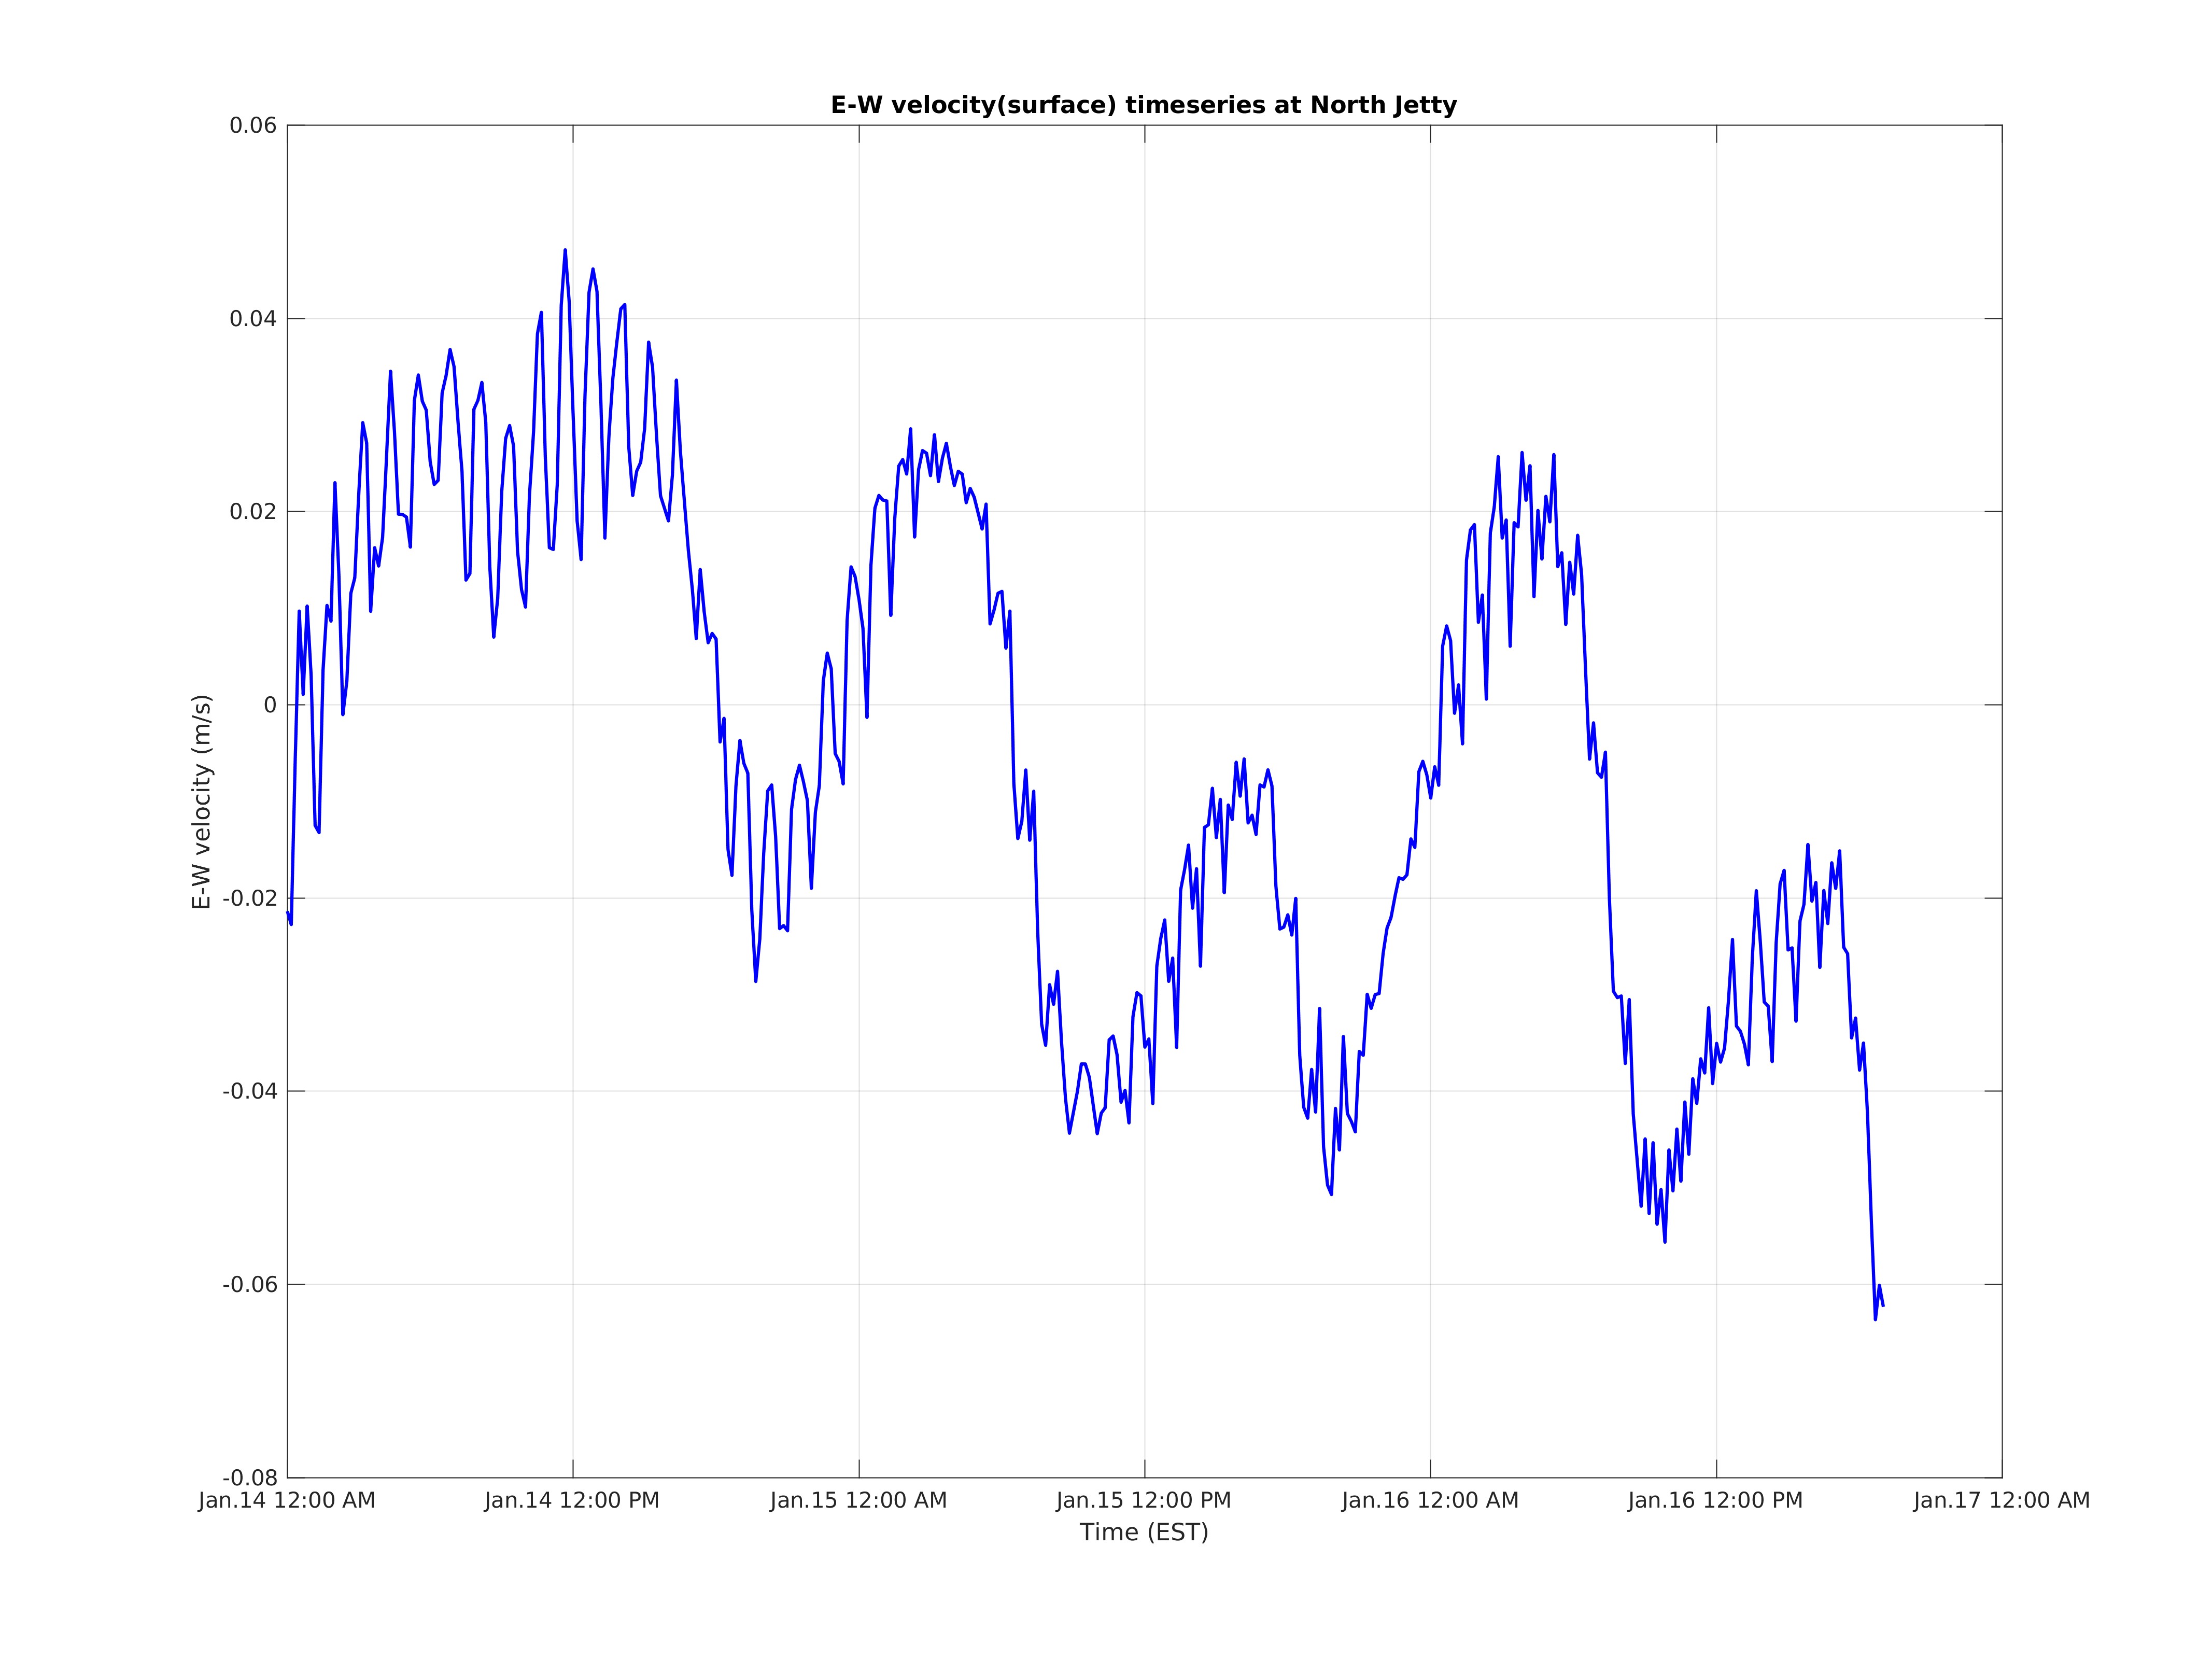 E-W velocity(surface) timeseries at North Jetty
0.06
0.04
0.02
0
-0.02
-0.04
-0.06
-0.08
E-W velocity (m/s)
Jan.14 12:00 AM
Jan.14 12:00 PM
Jan.15 12:00 AM
Jan.15 12:00 PM
Jan.16 12:00 AM
Jan.16 12:00 PM
Jan.17 12:00 AM
Time (EST)